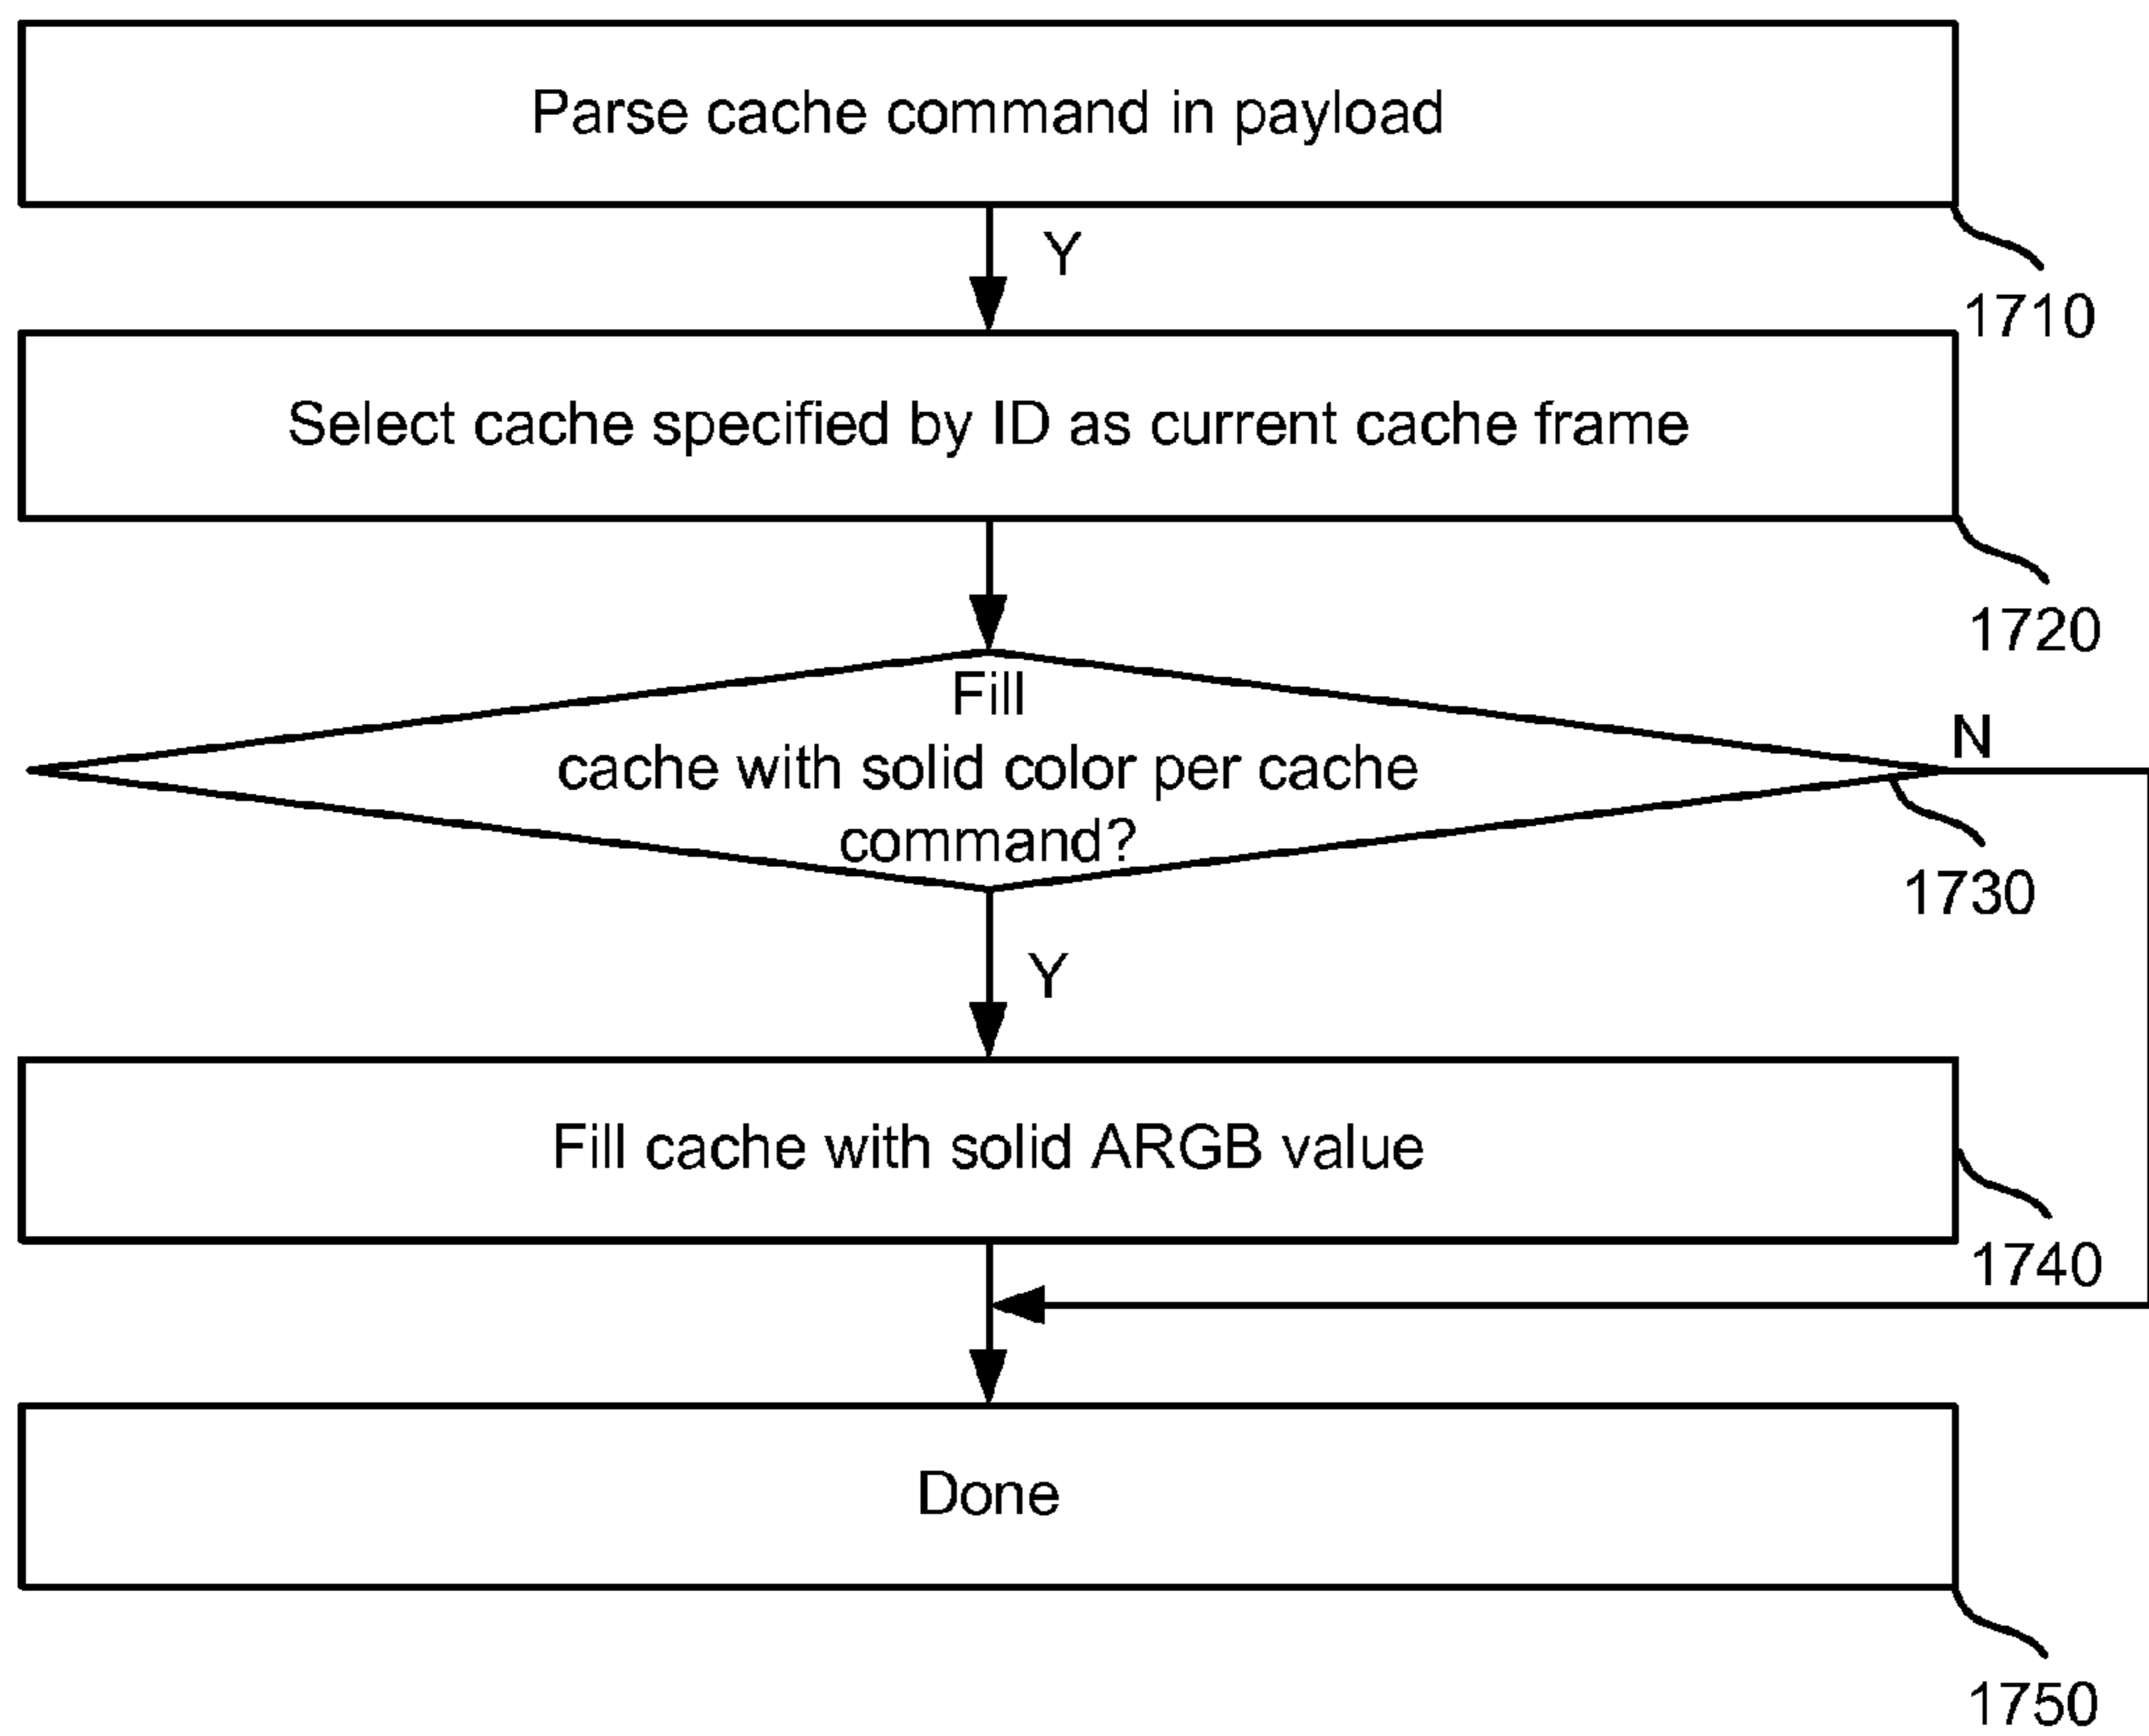 Parse cache command in payload
Y
1710
Select cache specified by ID as current cache frame
1720
Fill
cache with solid color per cache
command?
N
1730
Y
Fill cache with solid ARGB value
1740
Done
1750